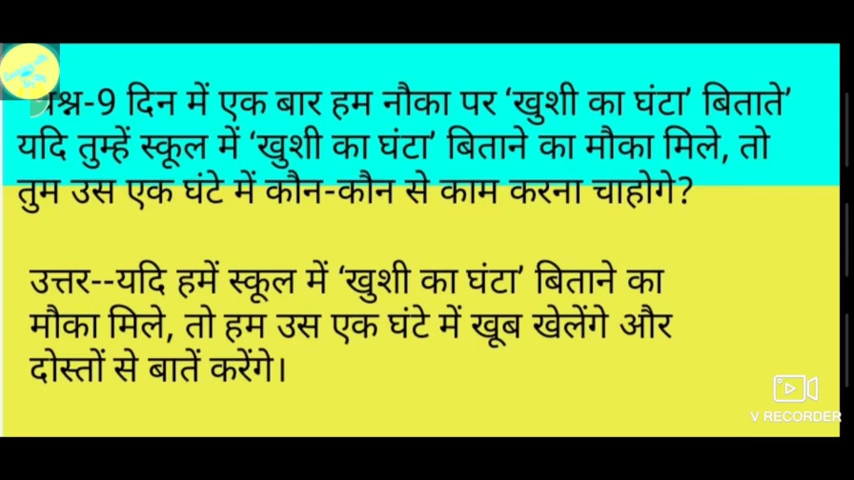 प्रश्न-9 दिन में एक बार हम नौका पर ‘खुशी का घंटा’ बिताते’
यदि तुम्हें स्कूल में ‘खुशी का घंटा’ बिताने का मौका मिले, तो
तुम उस एक घंटे में कौन-कौन से काम करना चाहोगे?
उत्तर--यदि हमें स्कूल में ‘खुशी का घंटा’ बिताने का
मौका मिले, तो हम उस एक घंटे में खूब खेलेंगे और
दोस्तों से बातें करेंगे।
V RECORDER